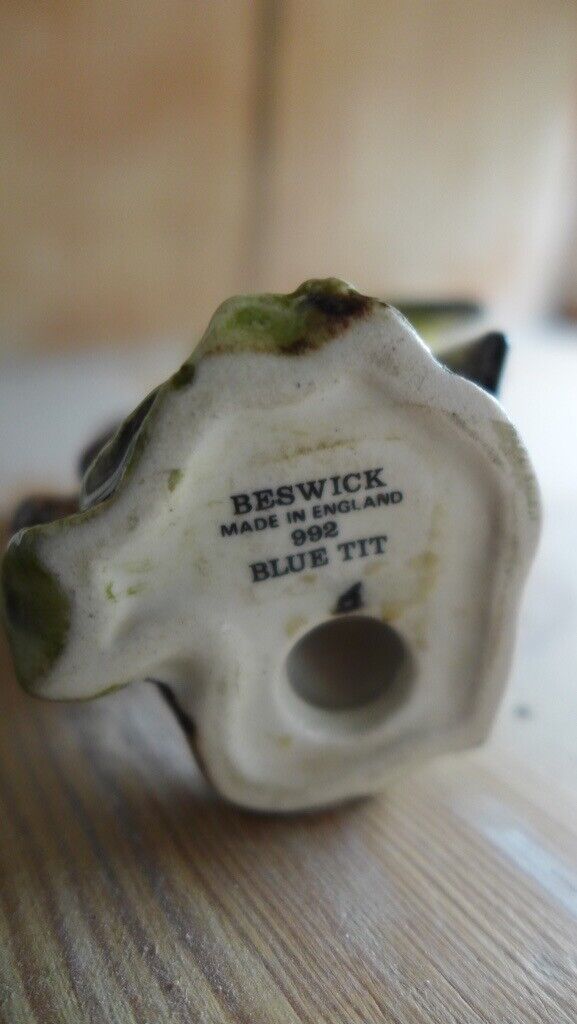 BESWICK
MADE IN ENGLAND
992
BLUE TIT